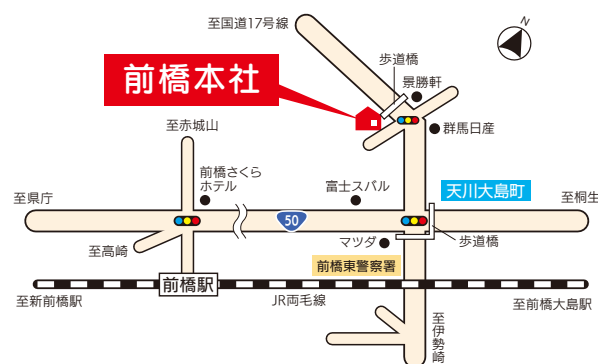 至国道17号線
N
歩道橋
景勝軒
前橋本社
群馬日産
至赤城山
前橋さくら
ホテル
富士スバル
天川大島町
至県庁
至桐生
50
至高崎
マツダ
歩道橋
前橋東警察署
前橋駅
至新前橋駅
JR両毛線
至伊勢崎
至前橋大島駅